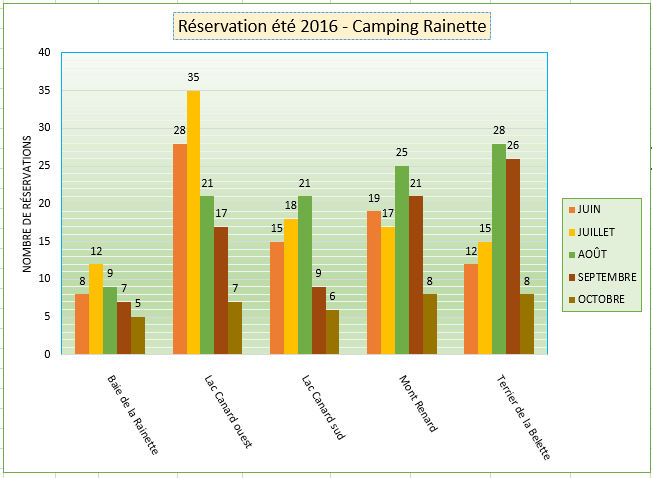 Réservation été 2016 - Camping Rainette
NOMBRE DE RÉSERVATIONS
40
35
30
25
20
15
10
5
0
8
12
9
7
5
28
35
21
17
7
15
18
21
9
6
19
17
25
21
8
12
15
28
26
8
Baie de la Rainette
Lac Canard ouest
Lac Canard sud
Mont Renard
Terrier de la Belette
JUIN
JUILLET
AOÛT
SEPTEMBRE
OCTOBRE